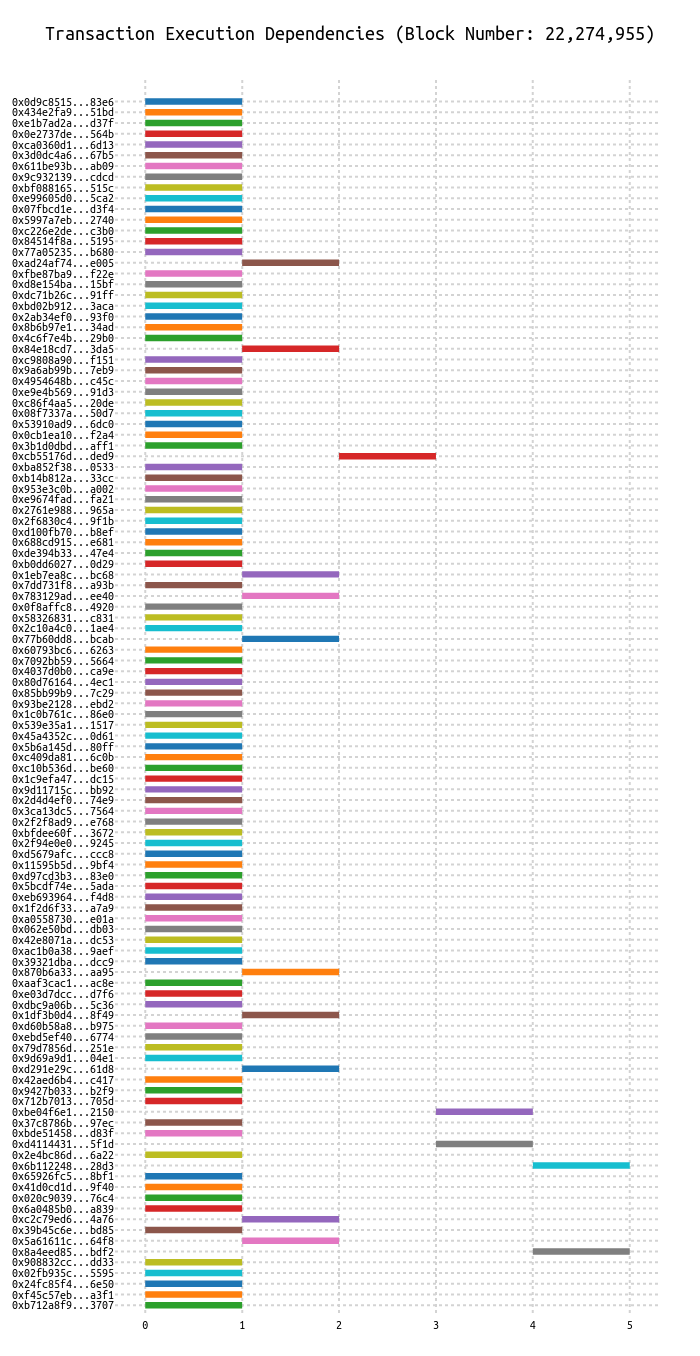 Transaction Execution Dependencies (Block Number: 22,274,955)
0x0d9c8515...83e6
0x434e2fa9...51bd
0xe1b7ad2a...d37f
0x0e2737de...564b
0xca0360d1...6d13
0x3d0dc4a6...67b5
0x611be93b...ab09
0x9c932139...cdcd
0xbf088165...515c
0xe99605d0...5ca2
0x07fbcd1e...d3f4
0x5997a7eb...2740
0xc226e2de...c3b0
0x84514f8a...5195
0x77a05235...b680
0xad24af74...e005
0xfbe87ba9...f22e
0xd8e154ba...15bf
0xdc71b26c...91ff
0xbd02b912...3aca
0x2ab34ef0...93f0
0x8b6b97e1...34ad
0x4c6f7e4b...29b0
0x84e18cd7...3da5
0xc9808a90...f151
0x9a6ab99b...7eb9
0x4954648b...c45c
0xe9e4b569...91d3
0xc86f4aa5...20de
0x08f7337a...50d7
0x53910ad9...6dc0
0x0cb1ea10...f2a4
0x3b1d0dbd...aff1
0xcb55176d...ded9
0xba852f38...0533
0xb14b812a...33cc
0x953e3c0b...a002
0xe9674fad...fa21
0x2761e988...965a
0x2f6830c4...9f1b
0xd100fb70...b8ef
0x688cd915...e681
0xde394b33...47e4
0xb0dd6027...0d29
0x1eb7ea8c...bc68
0x7dd731f8...a93b
0x783129ad...ee40
0x0f8affc8...4920
0x58326831...c831
0x2c10a4c0...1ae4
0x77b60dd8...bcab
0x60793bc6...6263
0x7092bb59...5664
0x4037d0b0...ca9e
0x80d76164...4ec1
0x85bb99b9...7c29
0x93be2128...ebd2
0x1c0b761c...86e0
0x539e35a1...1517
0x45a4352c...0d61
0x5b6a145d...80ff
0xc409da81...6c0b
0xc10b536d...be60
0x1c9efa47...dc15
0x9d11715c...bb92
0x2d4d4ef0...74e9
0x3ca13dc5...7564
0x2f2f8ad9...e768
0xbfdee60f...3672
0x2f94e0e0...9245
0xd5679afc...ccc8
0x11595b5d...9bf4
0xd97cd3b3...83e0
0x5bcdf74e...5ada
0xeb693964...f4d8
0x1f2d6f33...a7a9
0xa0558730...e01a
0x062e50bd...db03
0x42e8071a...dc53
0xac1b0a38...9aef
0x39321dba...dcc9
0x870b6a33...aa95
0xaaf3cac1...ac8e
0xe03d7dcc...d7f6
0xdbc9a06b...5c36
0x1df3b0d4...8f49
0xd60b58a8...b975
0xebd5ef40...6774
0x79d7856d...251e
0x9d69a9d1...04e1
0xd291e29c...61d8
0x42aed6b4...c417
0x9427b033...b2f9
0x712b7013...705d
0xbe04f6e1...2150
0x37c8786b...97ec
0xbde51458...d83f
0xd4114431...5f1d
0x2e4bc86d...6a22
0x6b112248...28d3
0x65926fc5...8bf1
0x41d0cd1d...9f40
0x020c9039...76c4
0x6a0485b0...a839
0xc2c79ed6...4a76
0x39b45c6e...bd85
0x5a61611c...64f8
0x8a4eed85...bdf2
0x908832cc...dd33
0x02fb935c...5595
0x24fc85f4...6e50
0xf45c57eb...a3f1
0xb712a8f9...3707
0 1 2 3 4 5